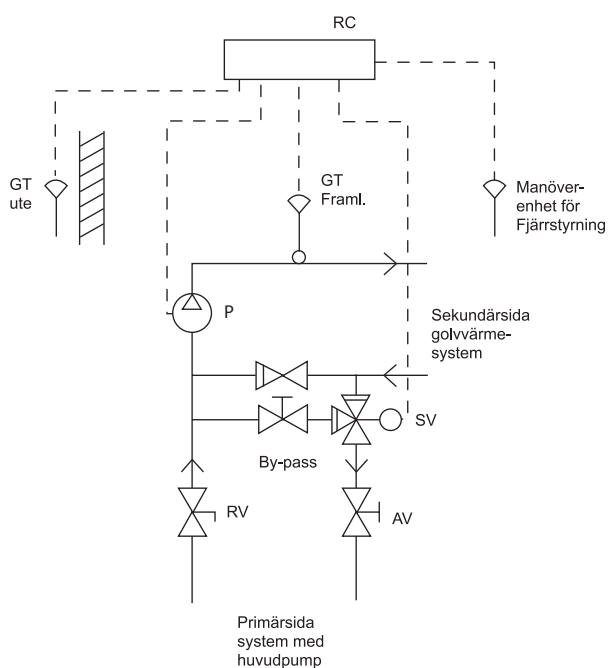 RC
GT
ute
GT
Framl.
Manöver-
enhet för
Fjärrstyrning
P
Sekundärsida
golvvärme-
system
SV
By-pass
RV
AV
Primärsida
system med
huvudpump